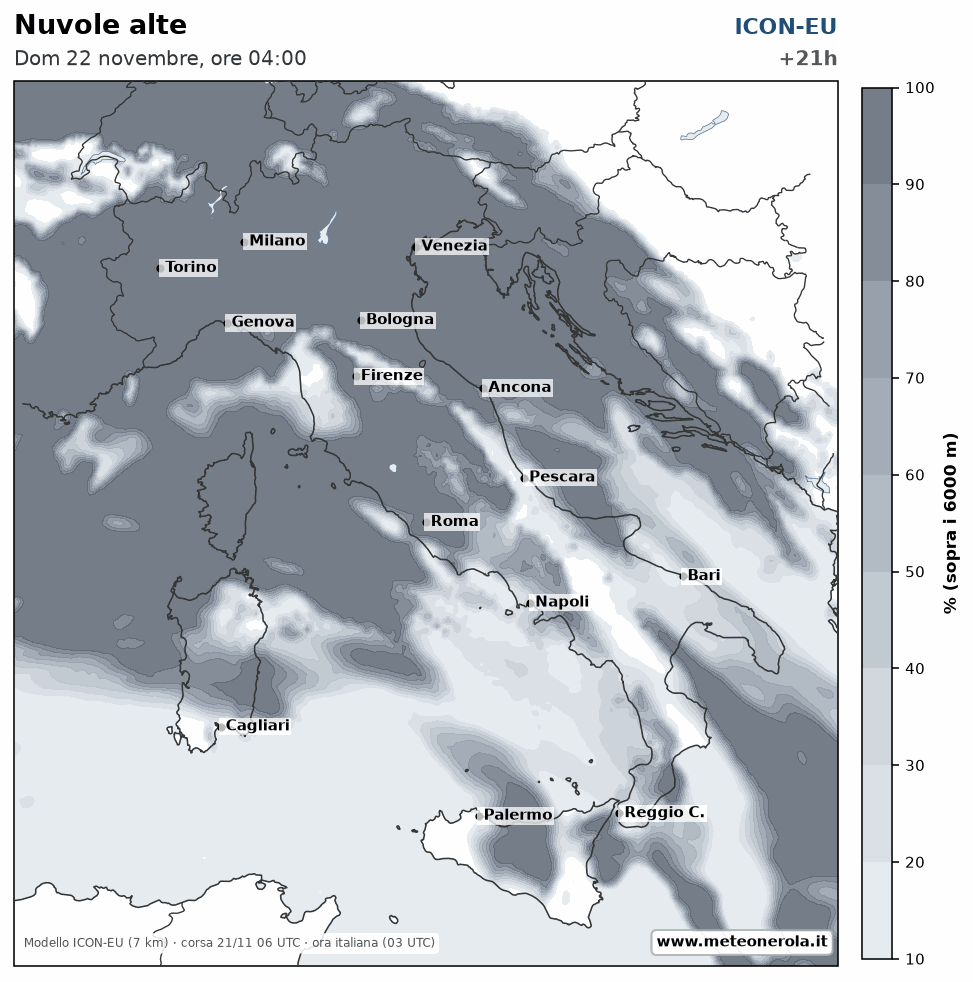 Nuvole alte
ICON-EU
Dom 22 novembre, ore 04:00
+21h
100
90
80
70
60
50
40
30
20
10
% (sopra i 6000 m)
Milano
Venezia
Torino
Genova
Bologna
Firenze
Ancona
Pescara
Roma
Bari
Napoli
Cagliari
Palermo
Reggio C.
Modello ICON-EU (7 km) · corsa 21/11 06 UTC · ora italiana (03 UTC)
www.meteonerola.it